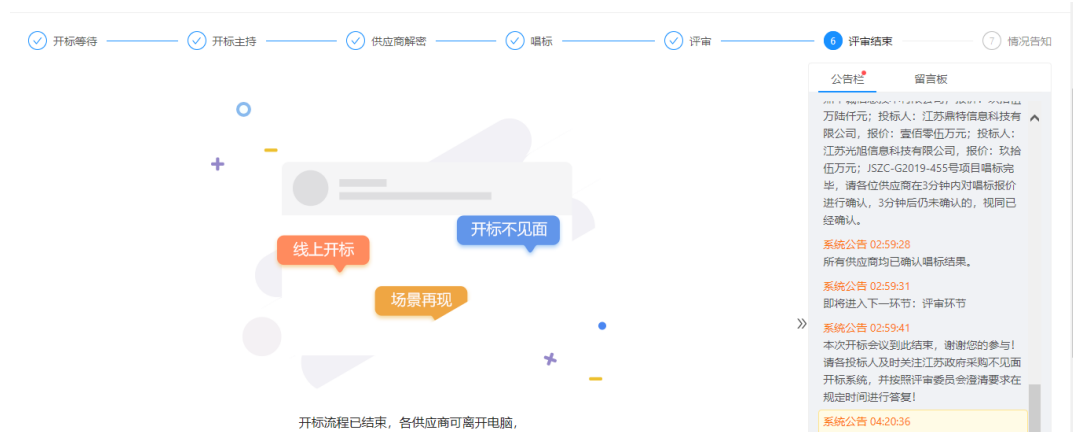 开标等待
开标主持
供应商解密
唱标
评审
6 评审结束
7 情况告知
公告栏
留言板
万陆仟元；投标人：江苏鼎特信息科技有
限公司，报价：壹佰零伍万元；投标人：
江苏光旭信息科技有限公司，报价：玖拾
伍万元；JSZC-G2019-455号项目唱标完
毕，请各位供应商在3分钟内对唱标报价
进行确认，3分钟后仍未确认的，视同已
经确认。
系统公告 02:59:28
所有供应商均已确认唱标结果。
系统公告 02:59:31
即将进入下一环节：评审环节
系统公告 02:59:41
本次开标会议到此结束，谢谢您的参与！
请各投标人及时关注江苏政府采购不见面
开标系统，并按照评审委员会澄清要求在
规定时间进行答复！
系统公告 04:20:36
开标不见面
线上开标
场景再现
开标流程已结束，各供应商可离开电脑，